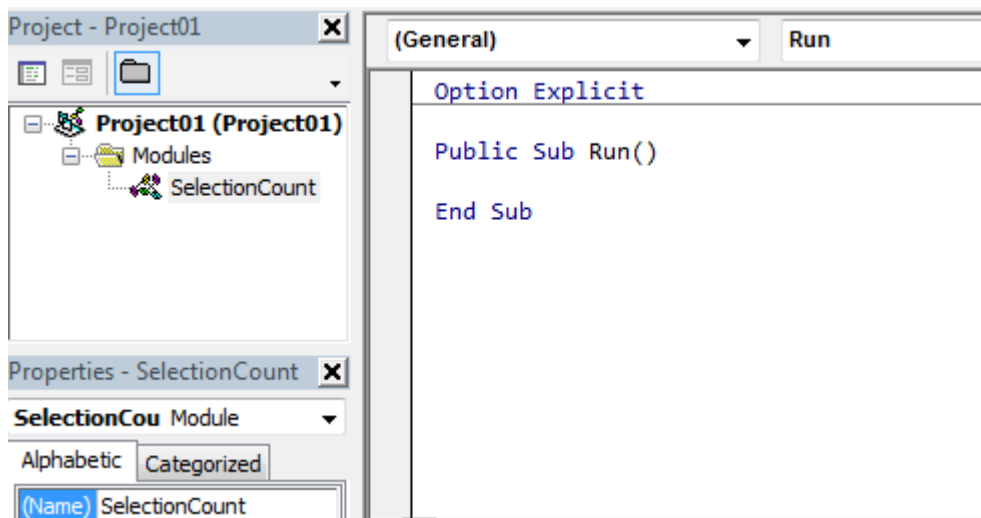 Project - Project01
Project01 (Project01)
Modules
SelectionCount
Properties - SelectionCount
SelectionCou Module
Alphabetic Categorized
(Name) SelectionCount
(General) Run
Option Explicit
Public Sub Run()
End Sub